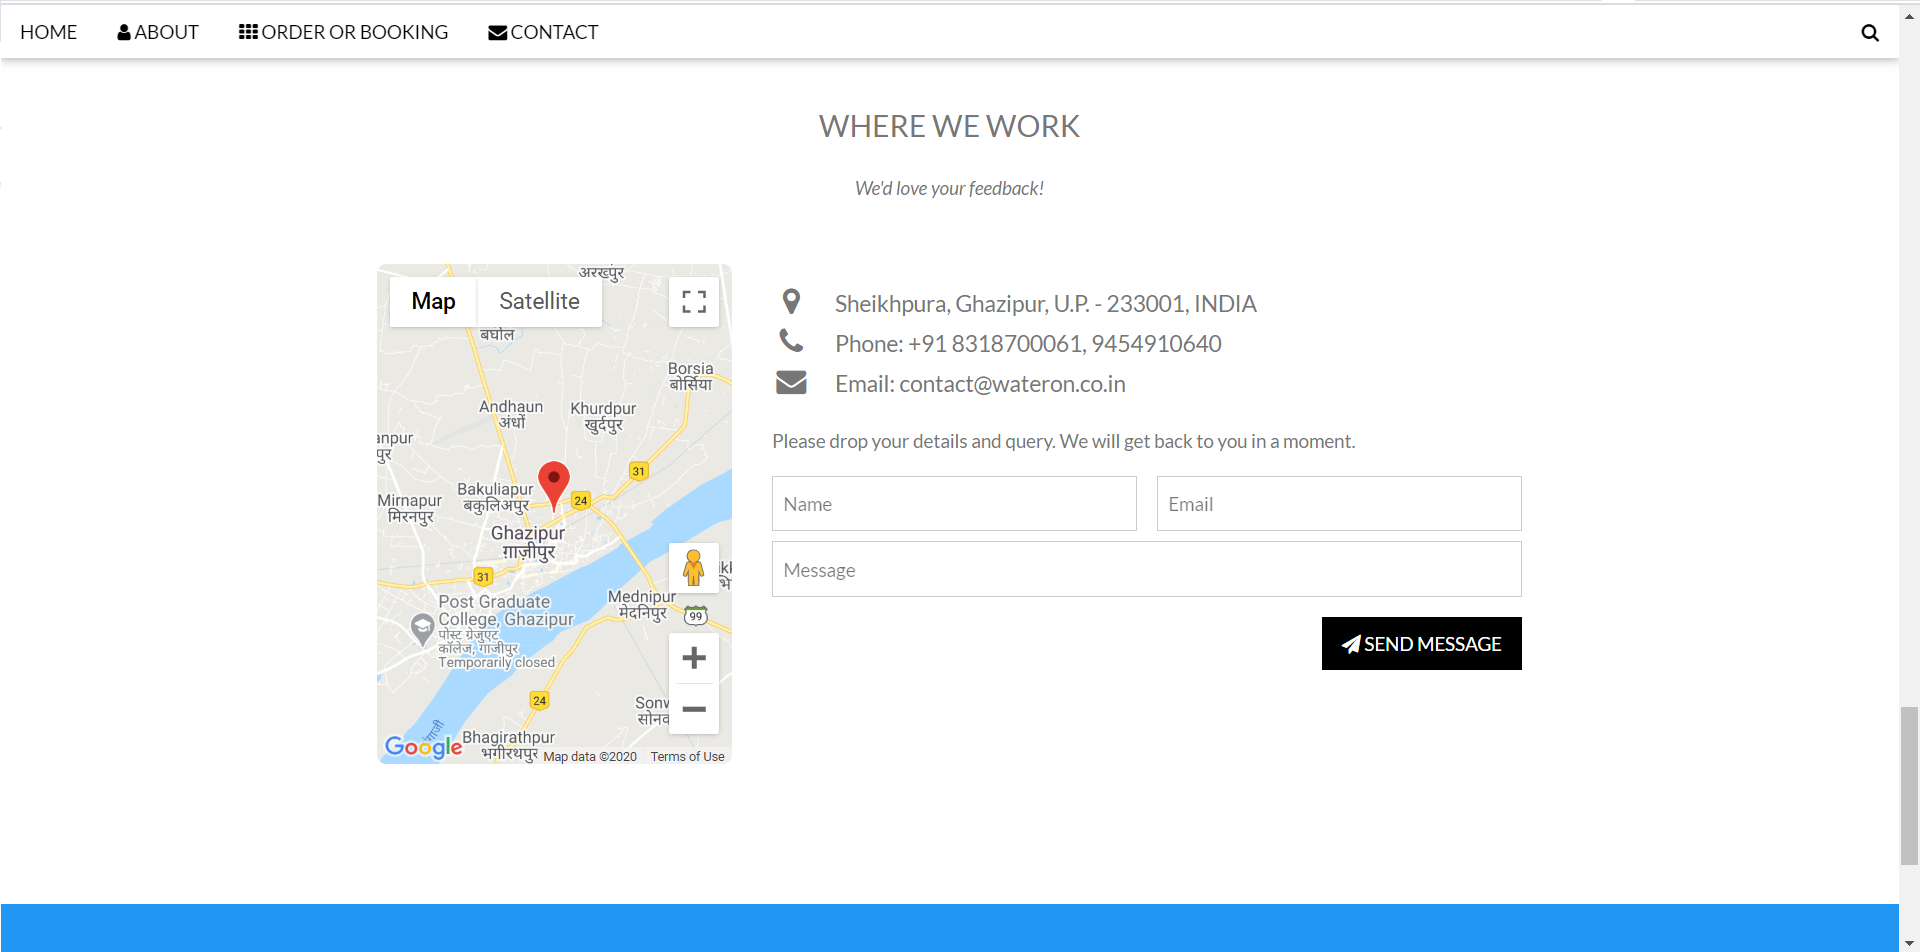 HOME
ABOUT
ORDER OR BOOKING
CONTACT
WHERE WE WORK
We'd love your feedback!
अरखपुर
Map
Satellite
बघोल
Borsia
बोर्सिया
Andhaun
अंधों
Khurdpur
खुर्दपुर
anpur
पुर
31
Bakuliapur
बकुलिअपुर
24
Mirnapur
मिरनपुर
Ghazipur
ग़ाज़ीपुर
31
Post Graduate
College, Ghazipur
पोस्ट ग्रेजुएट
कॉलेज, गाजीपुर
Temporarily closed
Mednipur
मेदनिपुर
99
24
Sonw
सोनव
Bhagirathpur
भगीरथपुर
Google
Map data ©2020
Terms of Use
Sheikhpura, Ghazipur, U.P. - 233001, INDIA
Phone: +91 8318700061, 9454910640
Email: contact@wateron.co.in
Please drop your details and query. We will get back to you in a moment.
Name
Email
Message
SEND MESSAGE